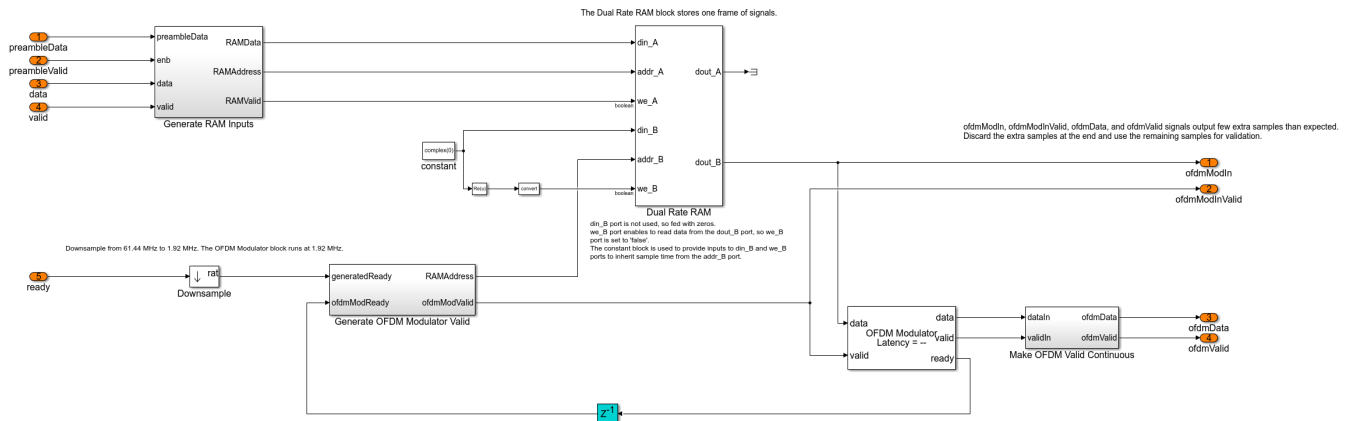 The Dual Rate RAM block stores one frame of signals.
1
preambleData
2
preambleValid
3
data
4
valid
preambleData
enb
data
valid
RAMData
RAMAddress
RAMValid
Generate RAM Inputs
din_A
addr_A
we_A
boolean
din_B
addr_B
we_B
boolean
dout_A
dout_B
Dual Rate RAM
complex(0)
constant
Re(u)
convert
ofdmModIn, ofdmModInValid, ofdmData, and ofdmValid signals output few extra samples than expected.
Discard the extra samples at the end and use the remaining samples for validation.
1
ofdmModIn
2
ofdmModInValid
din_B port is not used, so fed with zeros.
we_B port enables to read data from the dout_B port, so we_B
port is set to 'false'.
The constant block is used to provide inputs to din_B and we_B
ports to inherit sample time from the addr_B port.
Downsample from 61.44 MHz to 1.92 MHz. The OFDM Modulator block runs at 1.92 MHz.
5
ready
rat
Downsample
generatedReady
ofdmModReady
RAMAddress
ofdmModValid
Generate OFDM Modulator Valid
data
valid
OFDM Modulator
Latency = --
data
valid
ready
dataIn
validIn
ofdmData
ofdmValid
Make OFDM Valid Continuous
3
ofdmData
4
ofdmValid
Z-1